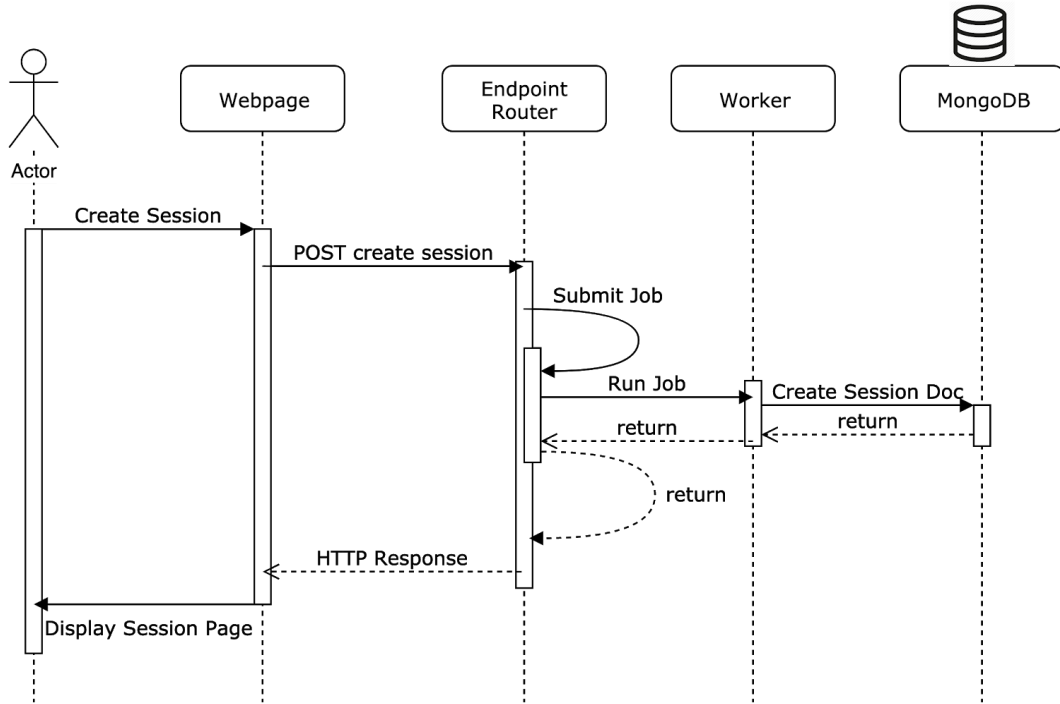 Webpage
Endpoint
Router
Worker
MongoDB
Actor
Create Session
POST create session
Submit Job
Run Job
Create Session Doc
return
return
return
HTTP Response
Display Session Page